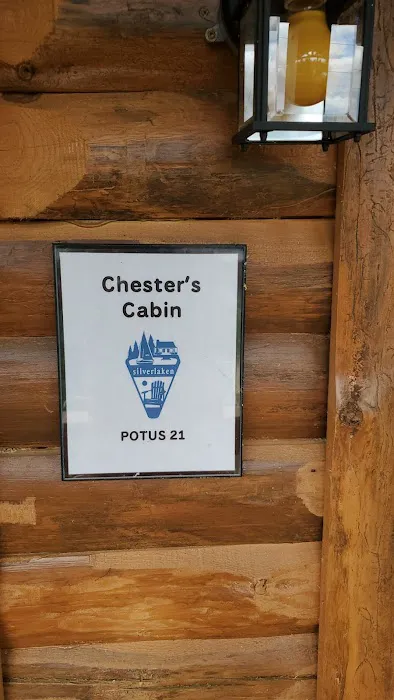 Chester's
Cabin
silverlaken
POTUS 21